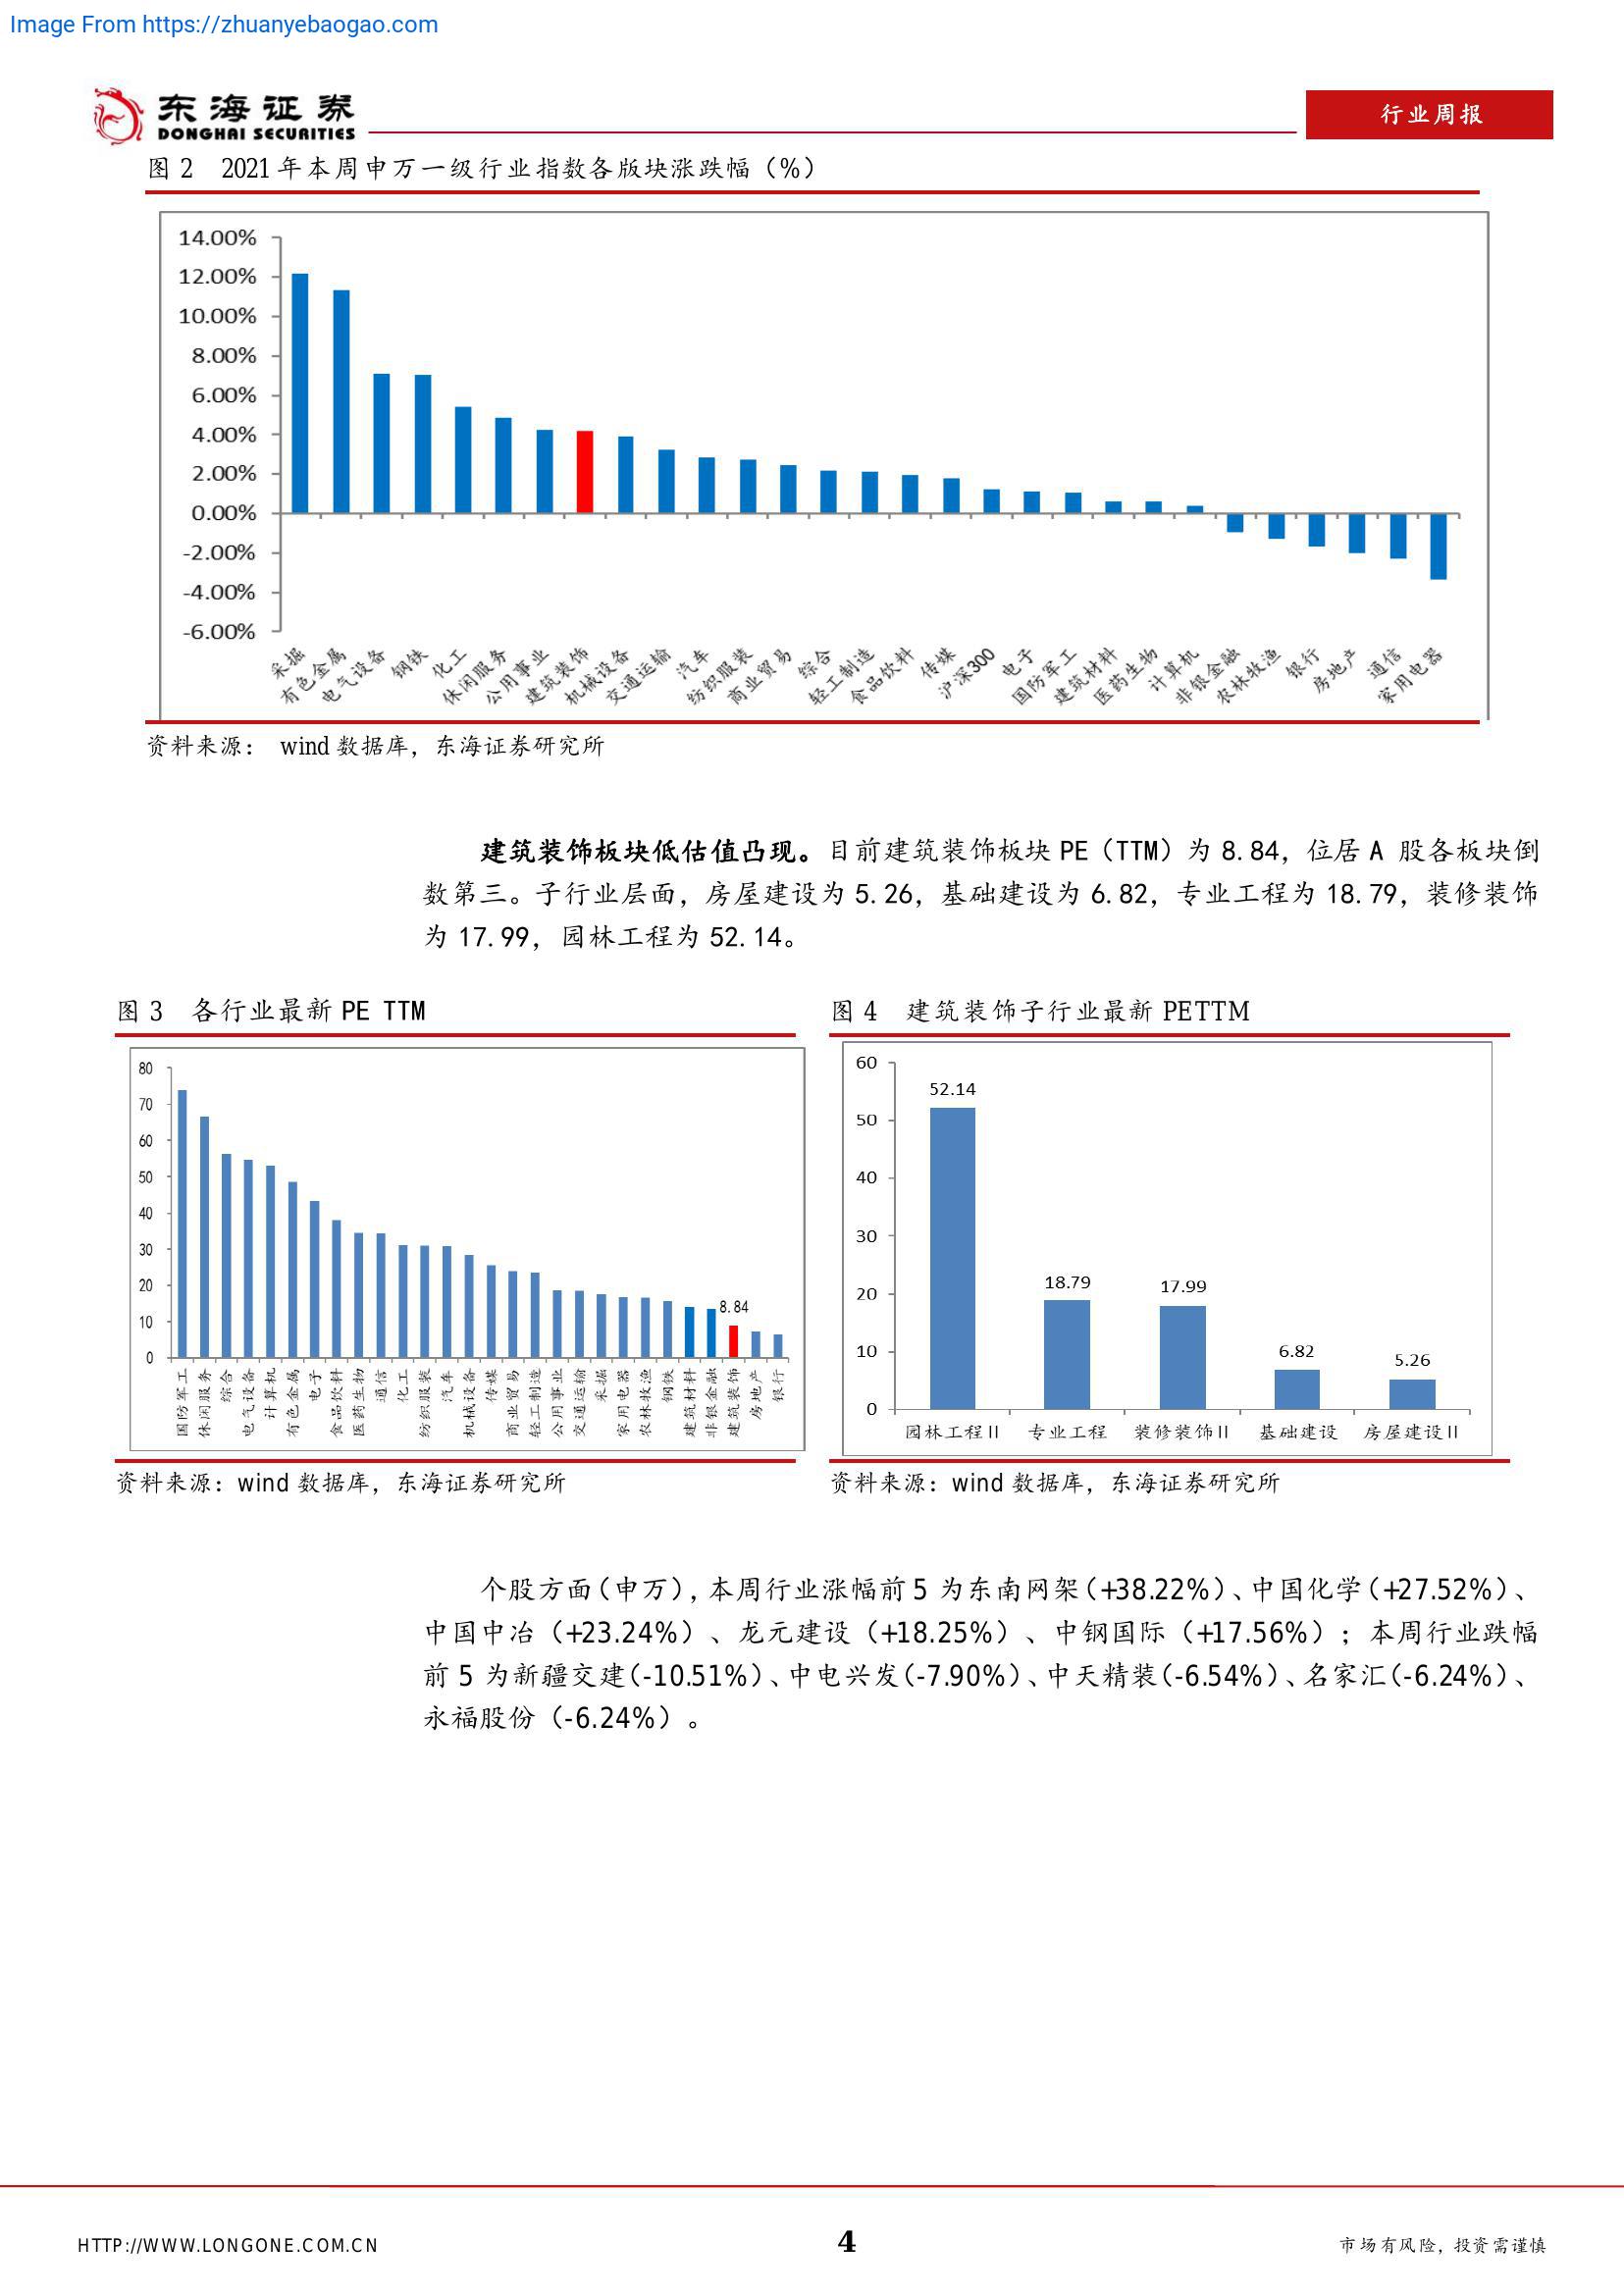 Image From https://zhuanyebaogao.com
东海证券
DONGHAI SECURITIES
行业周报
图 2 2021 年本周申万一级行业指数各版块涨跌幅（%）
14.00%
12.00%
10.00%
8.00%
6.00%
4.00%
2.00%
0.00%
-2.00%
-4.00%
-6.00%
采掘
有色金属
电气设备
钢铁
化工
休闲服务
公用事业
建筑装饰
机械设备
交通运输
汽车
纺织服装
商业贸易
综合
轻工制造
食品饮料
传媒
沪深300
电子
国防军工
建筑材料
医药生物
计算机
非银金融
农林牧渔
银行
房地产
通信
家用电器
资料来源： wind 数据库，东海证券研究所
建筑装饰板块低估值凸现。目前建筑装饰板块 PE（TTM）为 8.84，位居 A 股各板块倒
数第三。子行业层面，房屋建设为 5.26，基础建设为 6.82，专业工程为 18.79，装修装饰
为 17.99，园林工程为 52.14。
图 3 各行业最新 PE TTM
80
70
60
50
40
30
20
10
0
8.84
国防军工
休闲服务
综合
电气设备
计算机
有色金属
电子
食品饮料
医药生物
通信
化工
纺织服装
汽车
机械设备
传媒
商业贸易
轻工制造
公用事业
交通运输
采掘
家用电器
农林牧渔
钢铁
建筑材料
非银金融
建筑装饰
房地产
银行
资料来源：wind 数据库，东海证券研究所
图 4 建筑装饰子行业最新 PETTM
60
50
40
30
20
10
0
52.14
18.79
17.99
6.82
5.26
园林工程Ⅱ
专业工程
装修装饰Ⅱ
基础建设
房屋建设Ⅱ
资料来源：wind 数据库，东海证券研究所
个股方面（申万），本周行业涨幅前 5 为东南网架（+38.22%）、中国化学（+27.52%）、
中国中冶（+23.24%）、龙元建设（+18.25%）、中钢国际（+17.56%）；本周行业跌幅
前 5 为新疆交建（-10.51%）、中电兴发（-7.90%）、中天精装（-6.54%）、名家汇（-6.24%）、
永福股份（-6.24%）。
HTTP://WWW.LONGONE.COM.CN
4
市场有风险，投资需谨慎